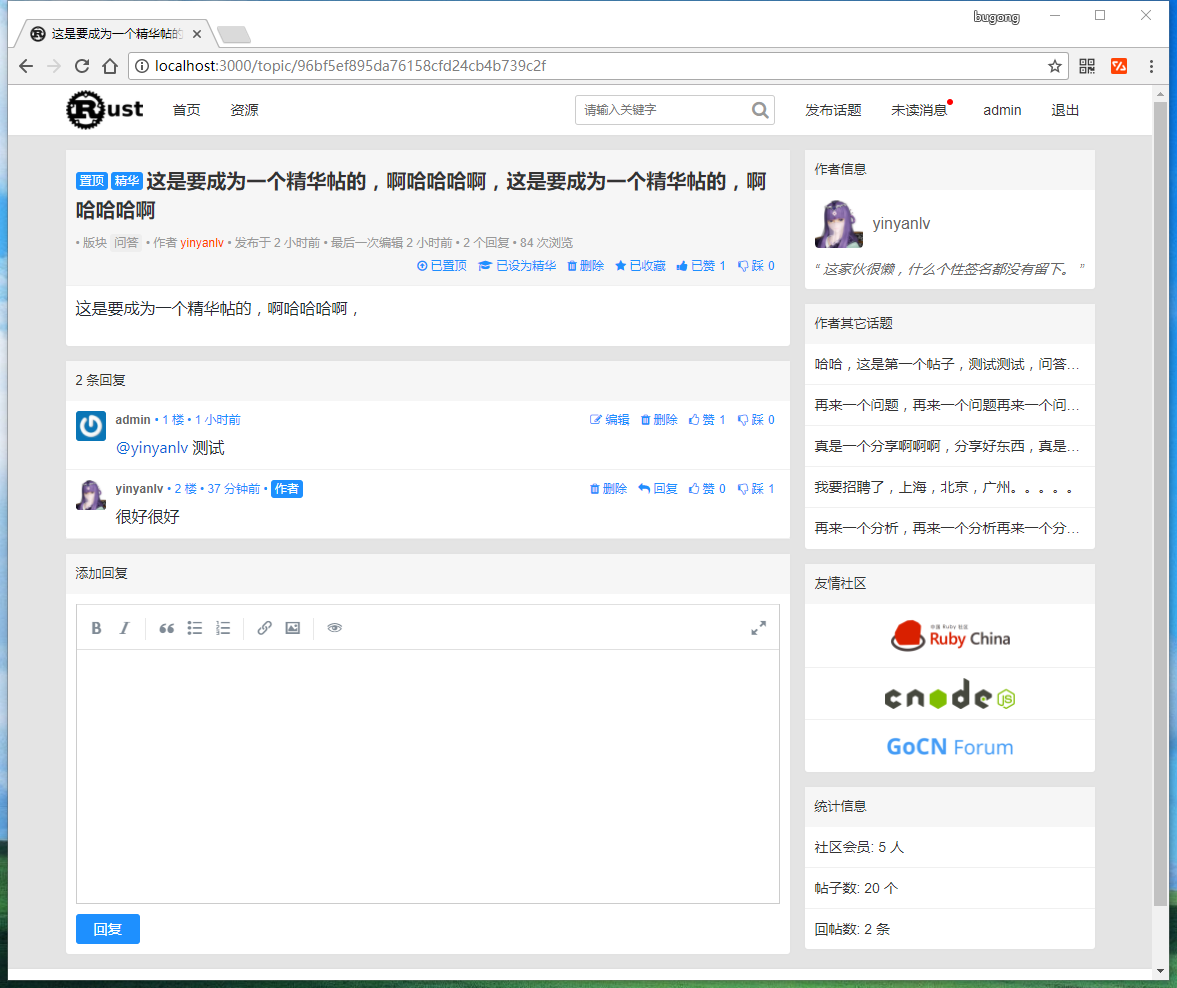 bugong
这是要成为一个精华帖的
localhost:3000/topic/96bf5ef895da76158cfd24cb4b739c2f
Rust 首页 资源 请输入关键字 发布话题 未读消息 admin 退出
置顶 精华 这是要成为一个精华帖的，啊哈哈哈啊，这是要成为一个精华帖的，啊
哈哈哈啊
• 版块 问答 • 作者 yinyanlv • 发布于 2 小时前 • 最后一次编辑 2 小时前 • 2 个回复 • 84 次浏览
已置顶 已设为精华 删除 已收藏 已赞 1 踩 0
这是要成为一个精华帖的，啊哈哈哈啊，
2 条回复
admin • 1 楼 • 1 小时前 编辑 删除 赞 1 踩 0
@yinyanlv 测试
yinyanlv • 2 楼 • 37 分钟前 • 作者 删除 回复 赞 0 踩 1
很好很好
添加回复
B I
回复
作者信息
yinyanlv
“ 这家伙很懒，什么个性签名都没有留下。 ”
作者其它话题
哈哈，这是第一个帖子，测试测试，问答...
再来一个问题，再来一个问题再来一个问...
真是一个分享啊啊啊，分享好东西，真是...
我要招聘了，上海，北京，广州。。。。。
再来一个分析，再来一个分析再来一个分...
友情社区
中国 Ruby 社区
Ruby China
cnode JS
GoCN Forum
统计信息
社区会员: 5 人
帖子数: 20 个
回帖数: 2 条